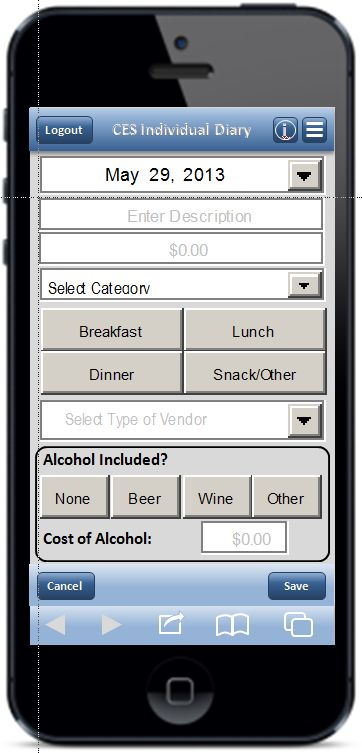 Logout CES Individual Diary i
May 29, 2013
Enter Description
$0.00
Select Category
Breakfast Lunch
Dinner Snack/Other
Select Type of Vendor
Alcohol Included?
None Beer Wine Other
Cost of Alcohol: $0.00
Cancel Save